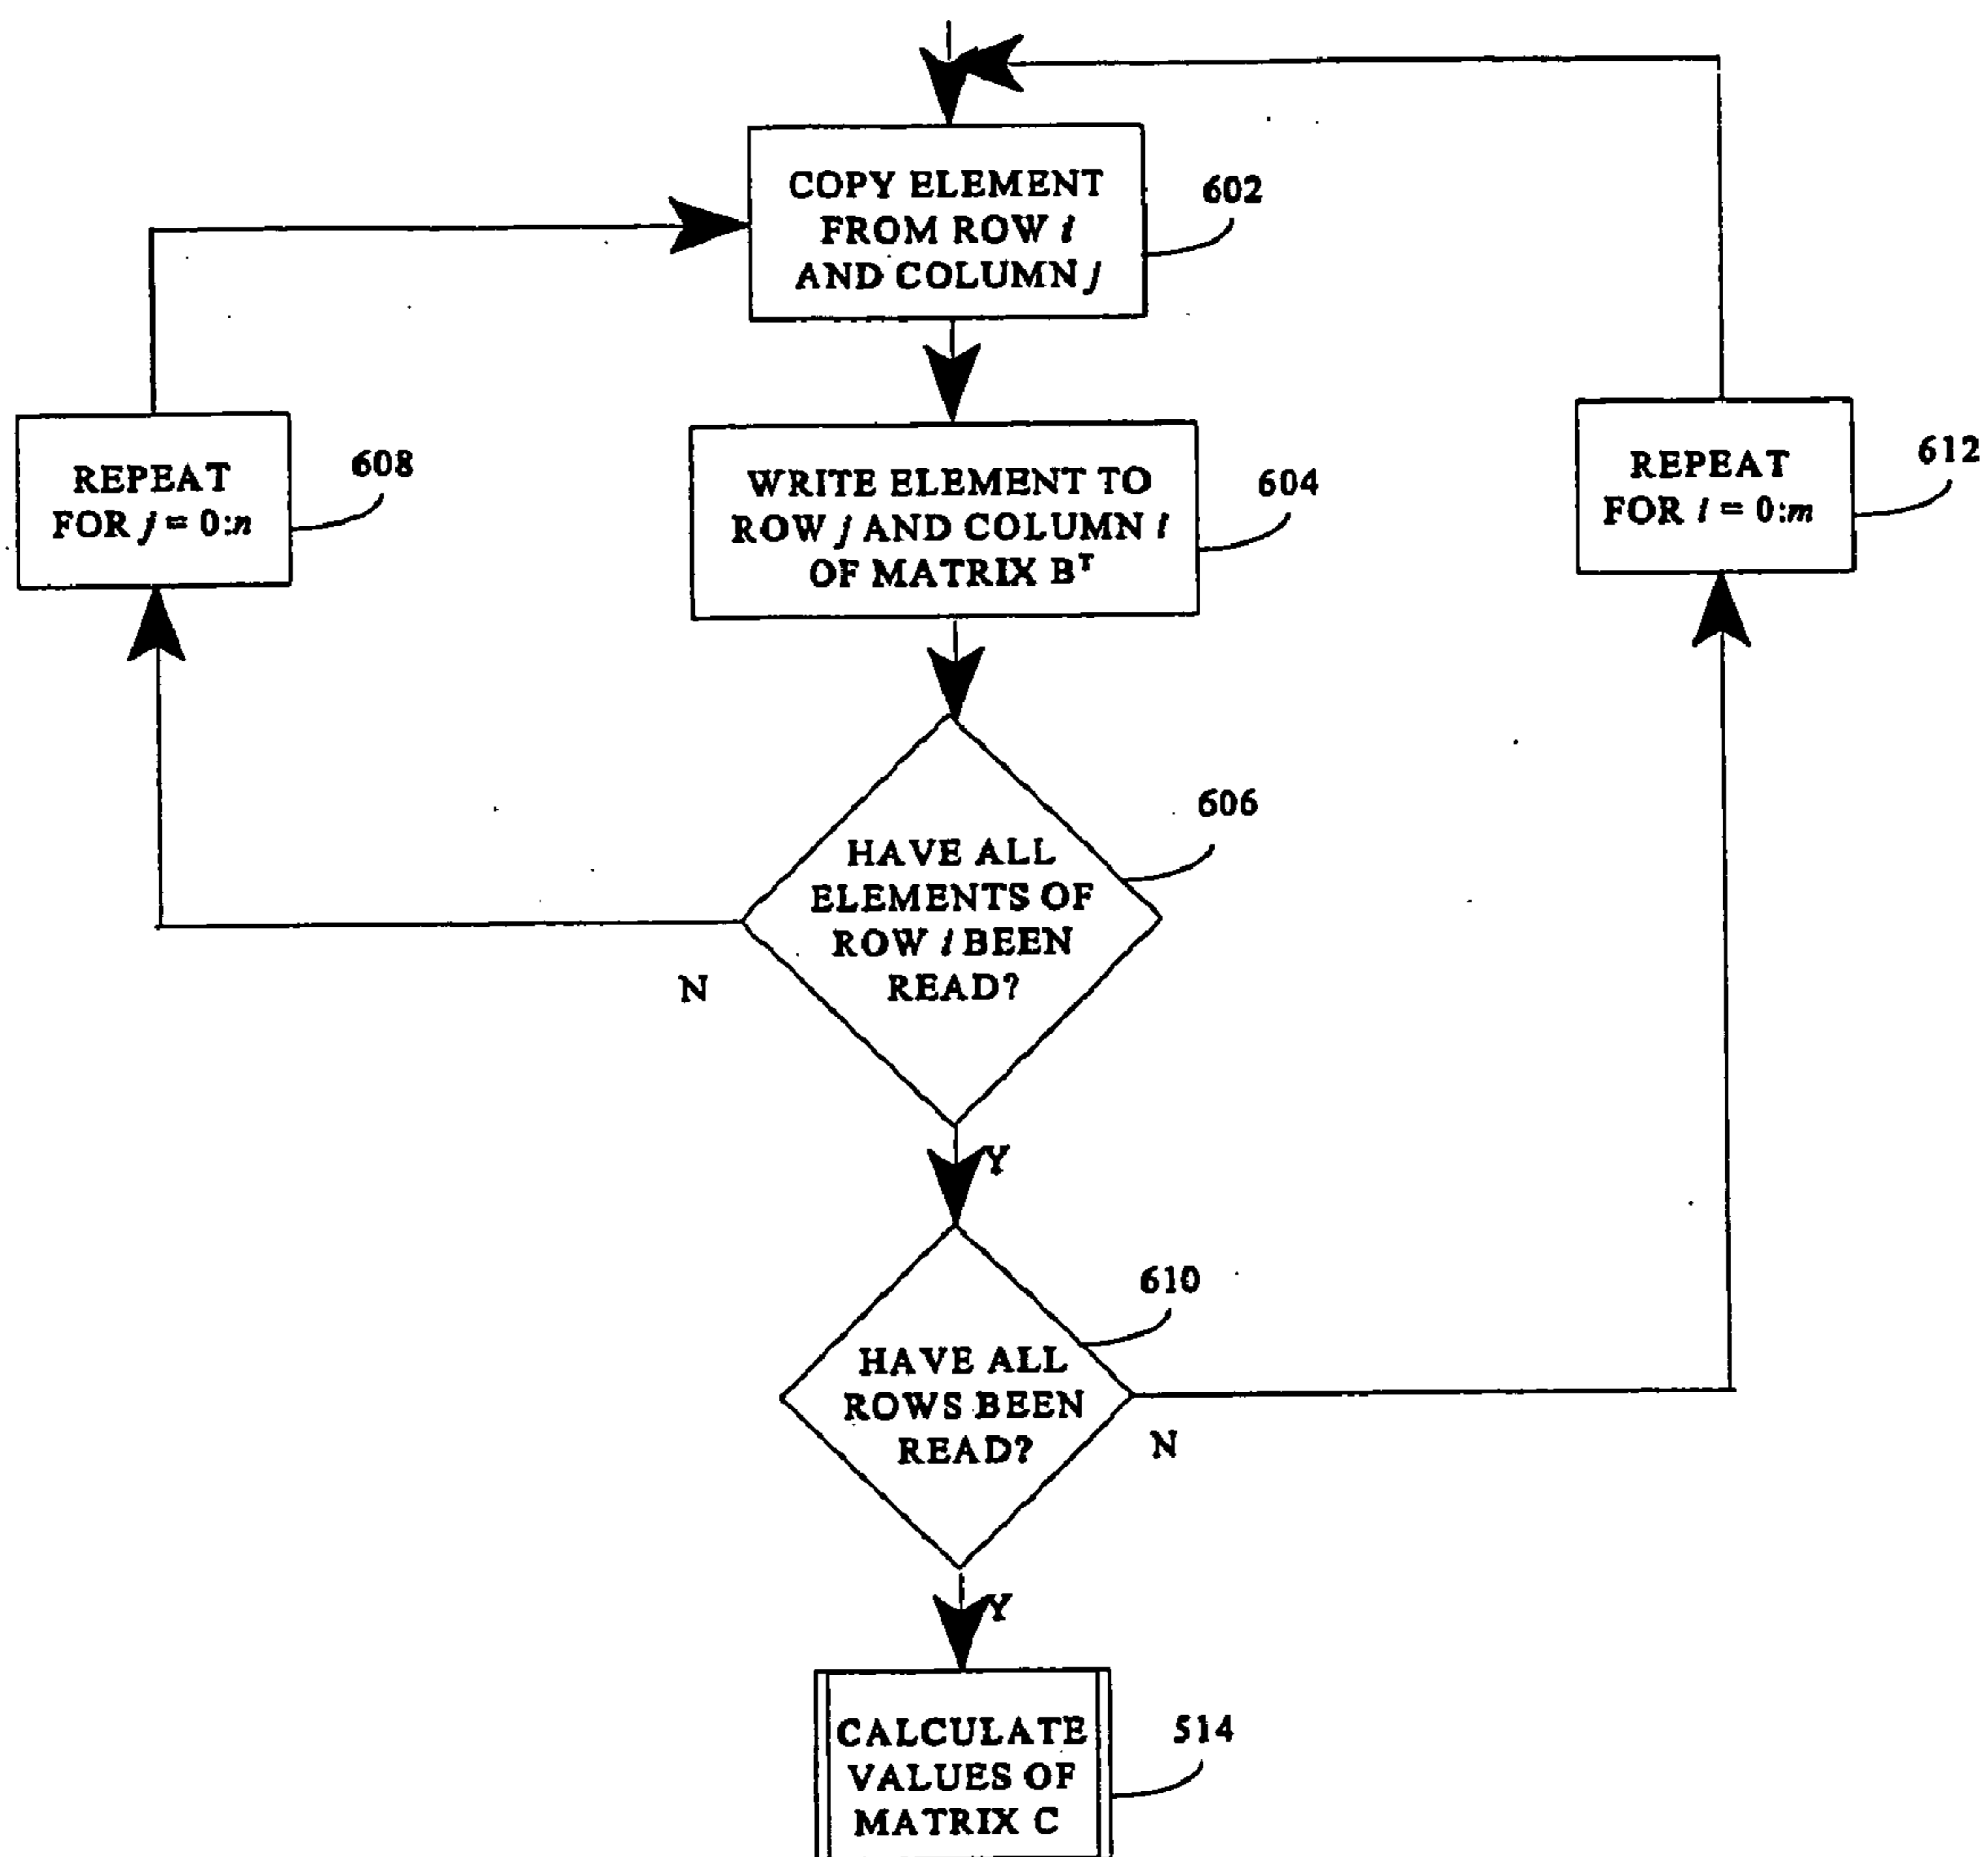 COPY ELEMENT
FROM ROW i
AND COLUMN j
602
WRITE ELEMENT TO
ROW j AND COLUMN i
OF MATRIX Bᵀ
604
REPEAT
FOR j = 0:n
608
REPEAT
FOR i = 0:m
612
HAVE ALL
ELEMENTS OF
ROW i BEEN
READ?
606
N
Y
HAVE ALL
ROWS BEEN
READ?
610
N
Y
CALCULATE
VALUES OF
MATRIX C
514